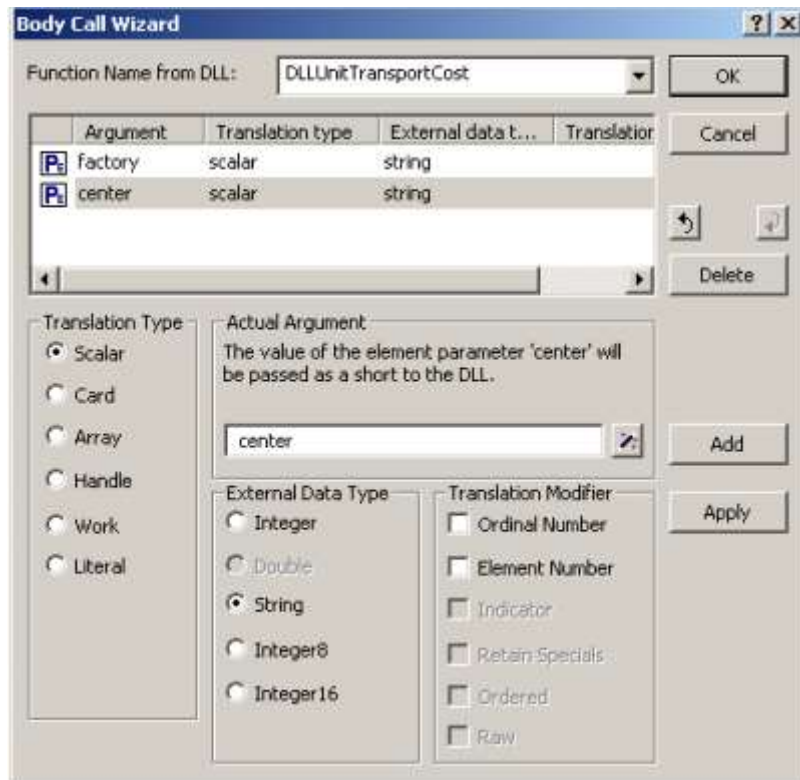 Body Call Wizard
Function Name from DLL: DLLUnitTransportCost OK
Argument Translation type External data t... Translation Cancel
factory scalar string
center scalar string
Delete
Translation Type Actual Argument
Scalar The value of the element parameter 'center' will
be passed as a short to the DLL.
Card
Array center Add
Handle
External Data Type Translation Modifier
Work Integer Ordinal Number Apply
Literal Double Element Number
String Indicator
Integer8 Retain Specials
Integer16 Ordered
Raw